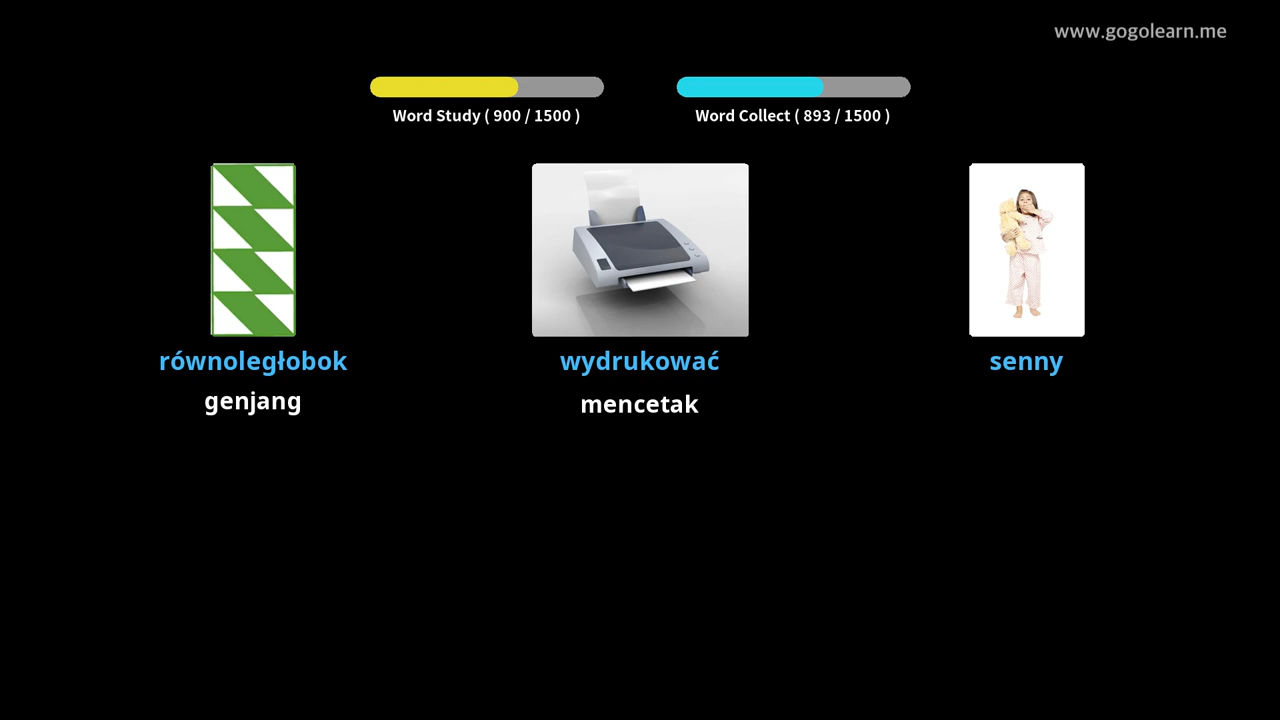 www.gogolearn.me
Word Study ( 900 / 1500 )
Word Collect ( 893 / 1500 )
równoległobok
wydrukować
senny
genjang
mencetak